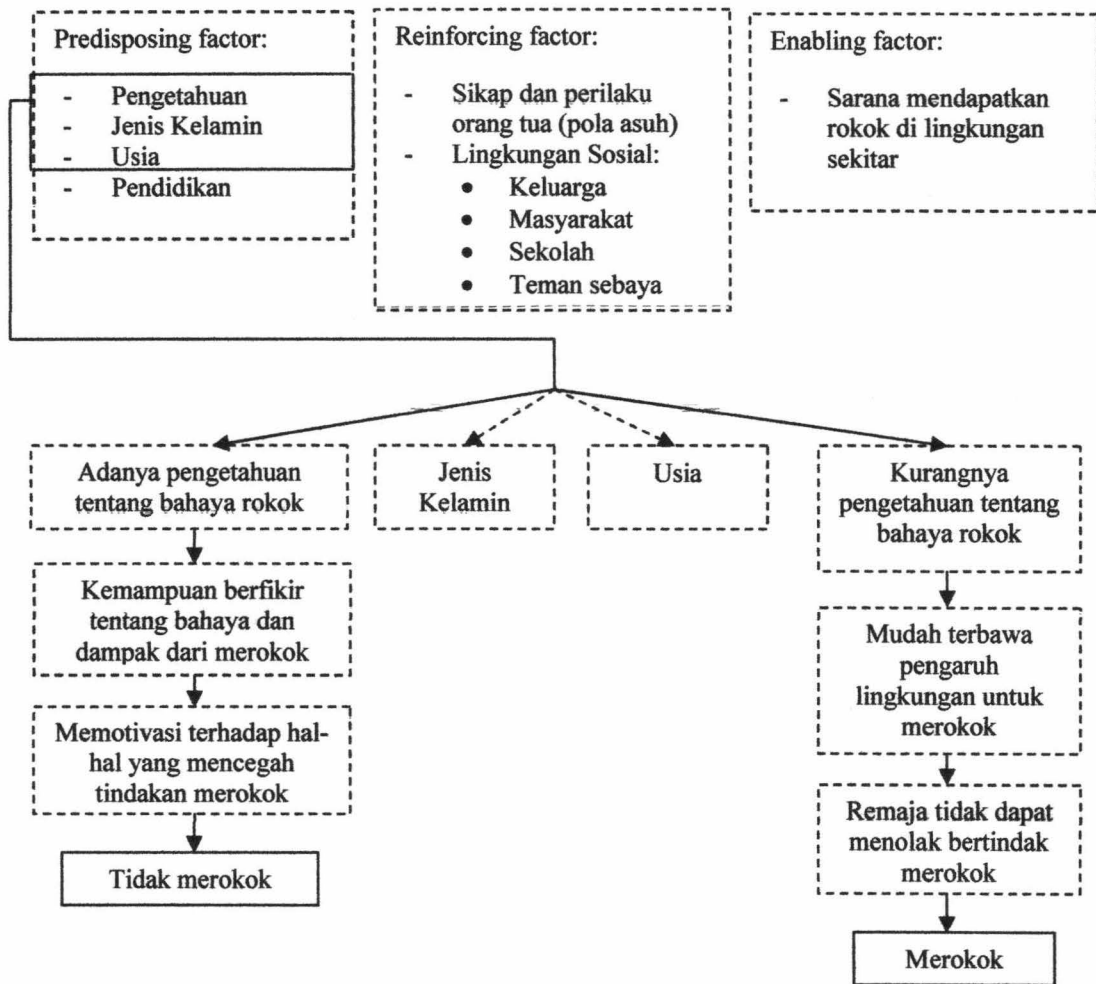 Predisposing factor:
- Pengetahuan
- Jenis Kelamin
- Usia
- Pendidikan
Reinforcing factor:
- Sikap dan perilaku
orang tua (pola asuh)
- Lingkungan Sosial:
• Keluarga
• Masyarakat
• Sekolah
• Teman sebaya
Enabling factor:
- Sarana mendapatkan
rokok di lingkungan
sekitar
Adanya pengetahuan
tentang bahaya rokok
Jenis
Kelamin
Usia
Kurangnya
pengetahuan tentang
bahaya rokok
Kemampuan berfikir
tentang bahaya dan
dampak dari merokok
Mudah terbawa
pengaruh
lingkungan untuk
merokok
Memotivasi terhadap hal-
hal yang mencegah
tindakan merokok
Remaja tidak dapat
menolak bertindak
merokok
Tidak merokok
Merokok